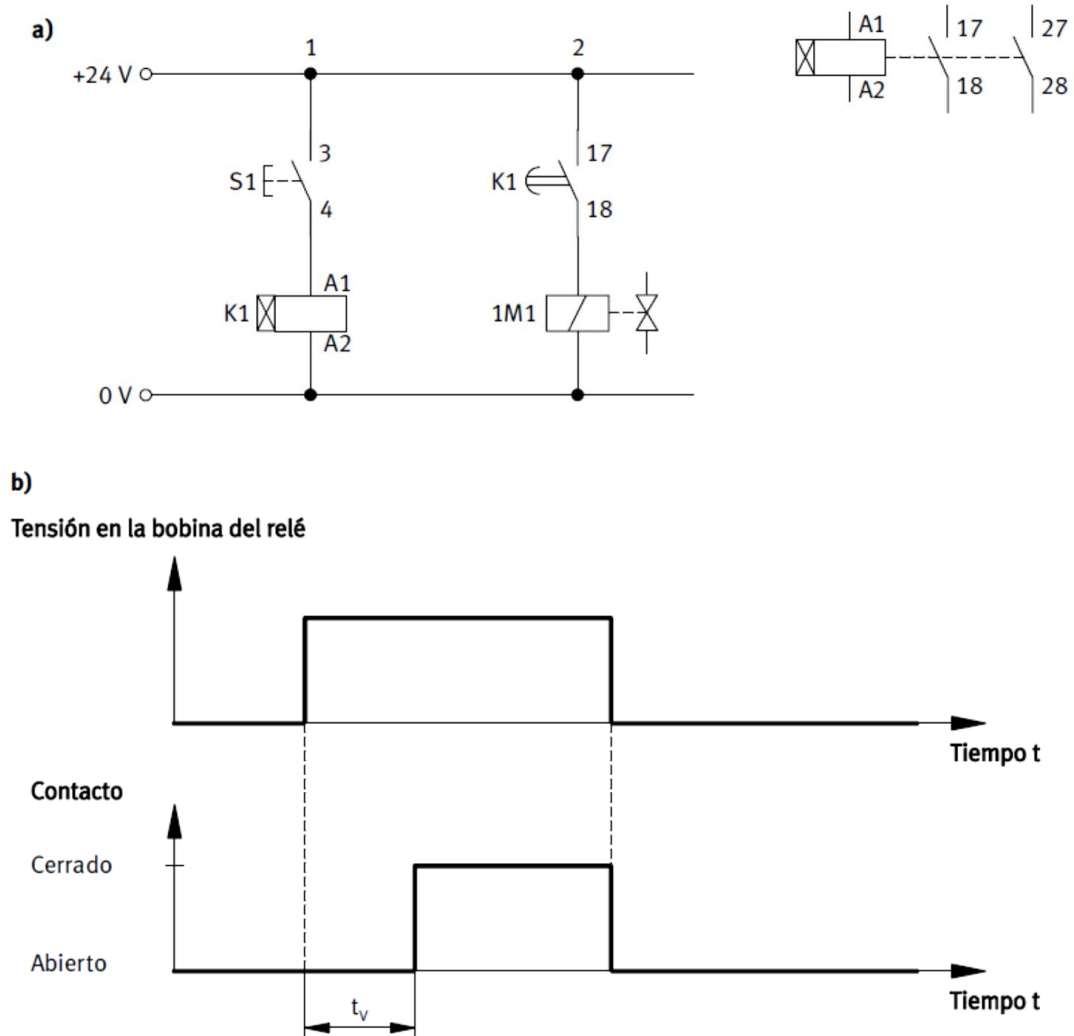 a)
1
2
+24 V
3
S1
4
17
K1
18
A1
K1
A2
1M1
0 V
A1
A2
17
18
27
28
b)
Tensión en la bobina del relé
Tiempo t
Contacto
Cerrado
Abierto
tv
Tiempo t